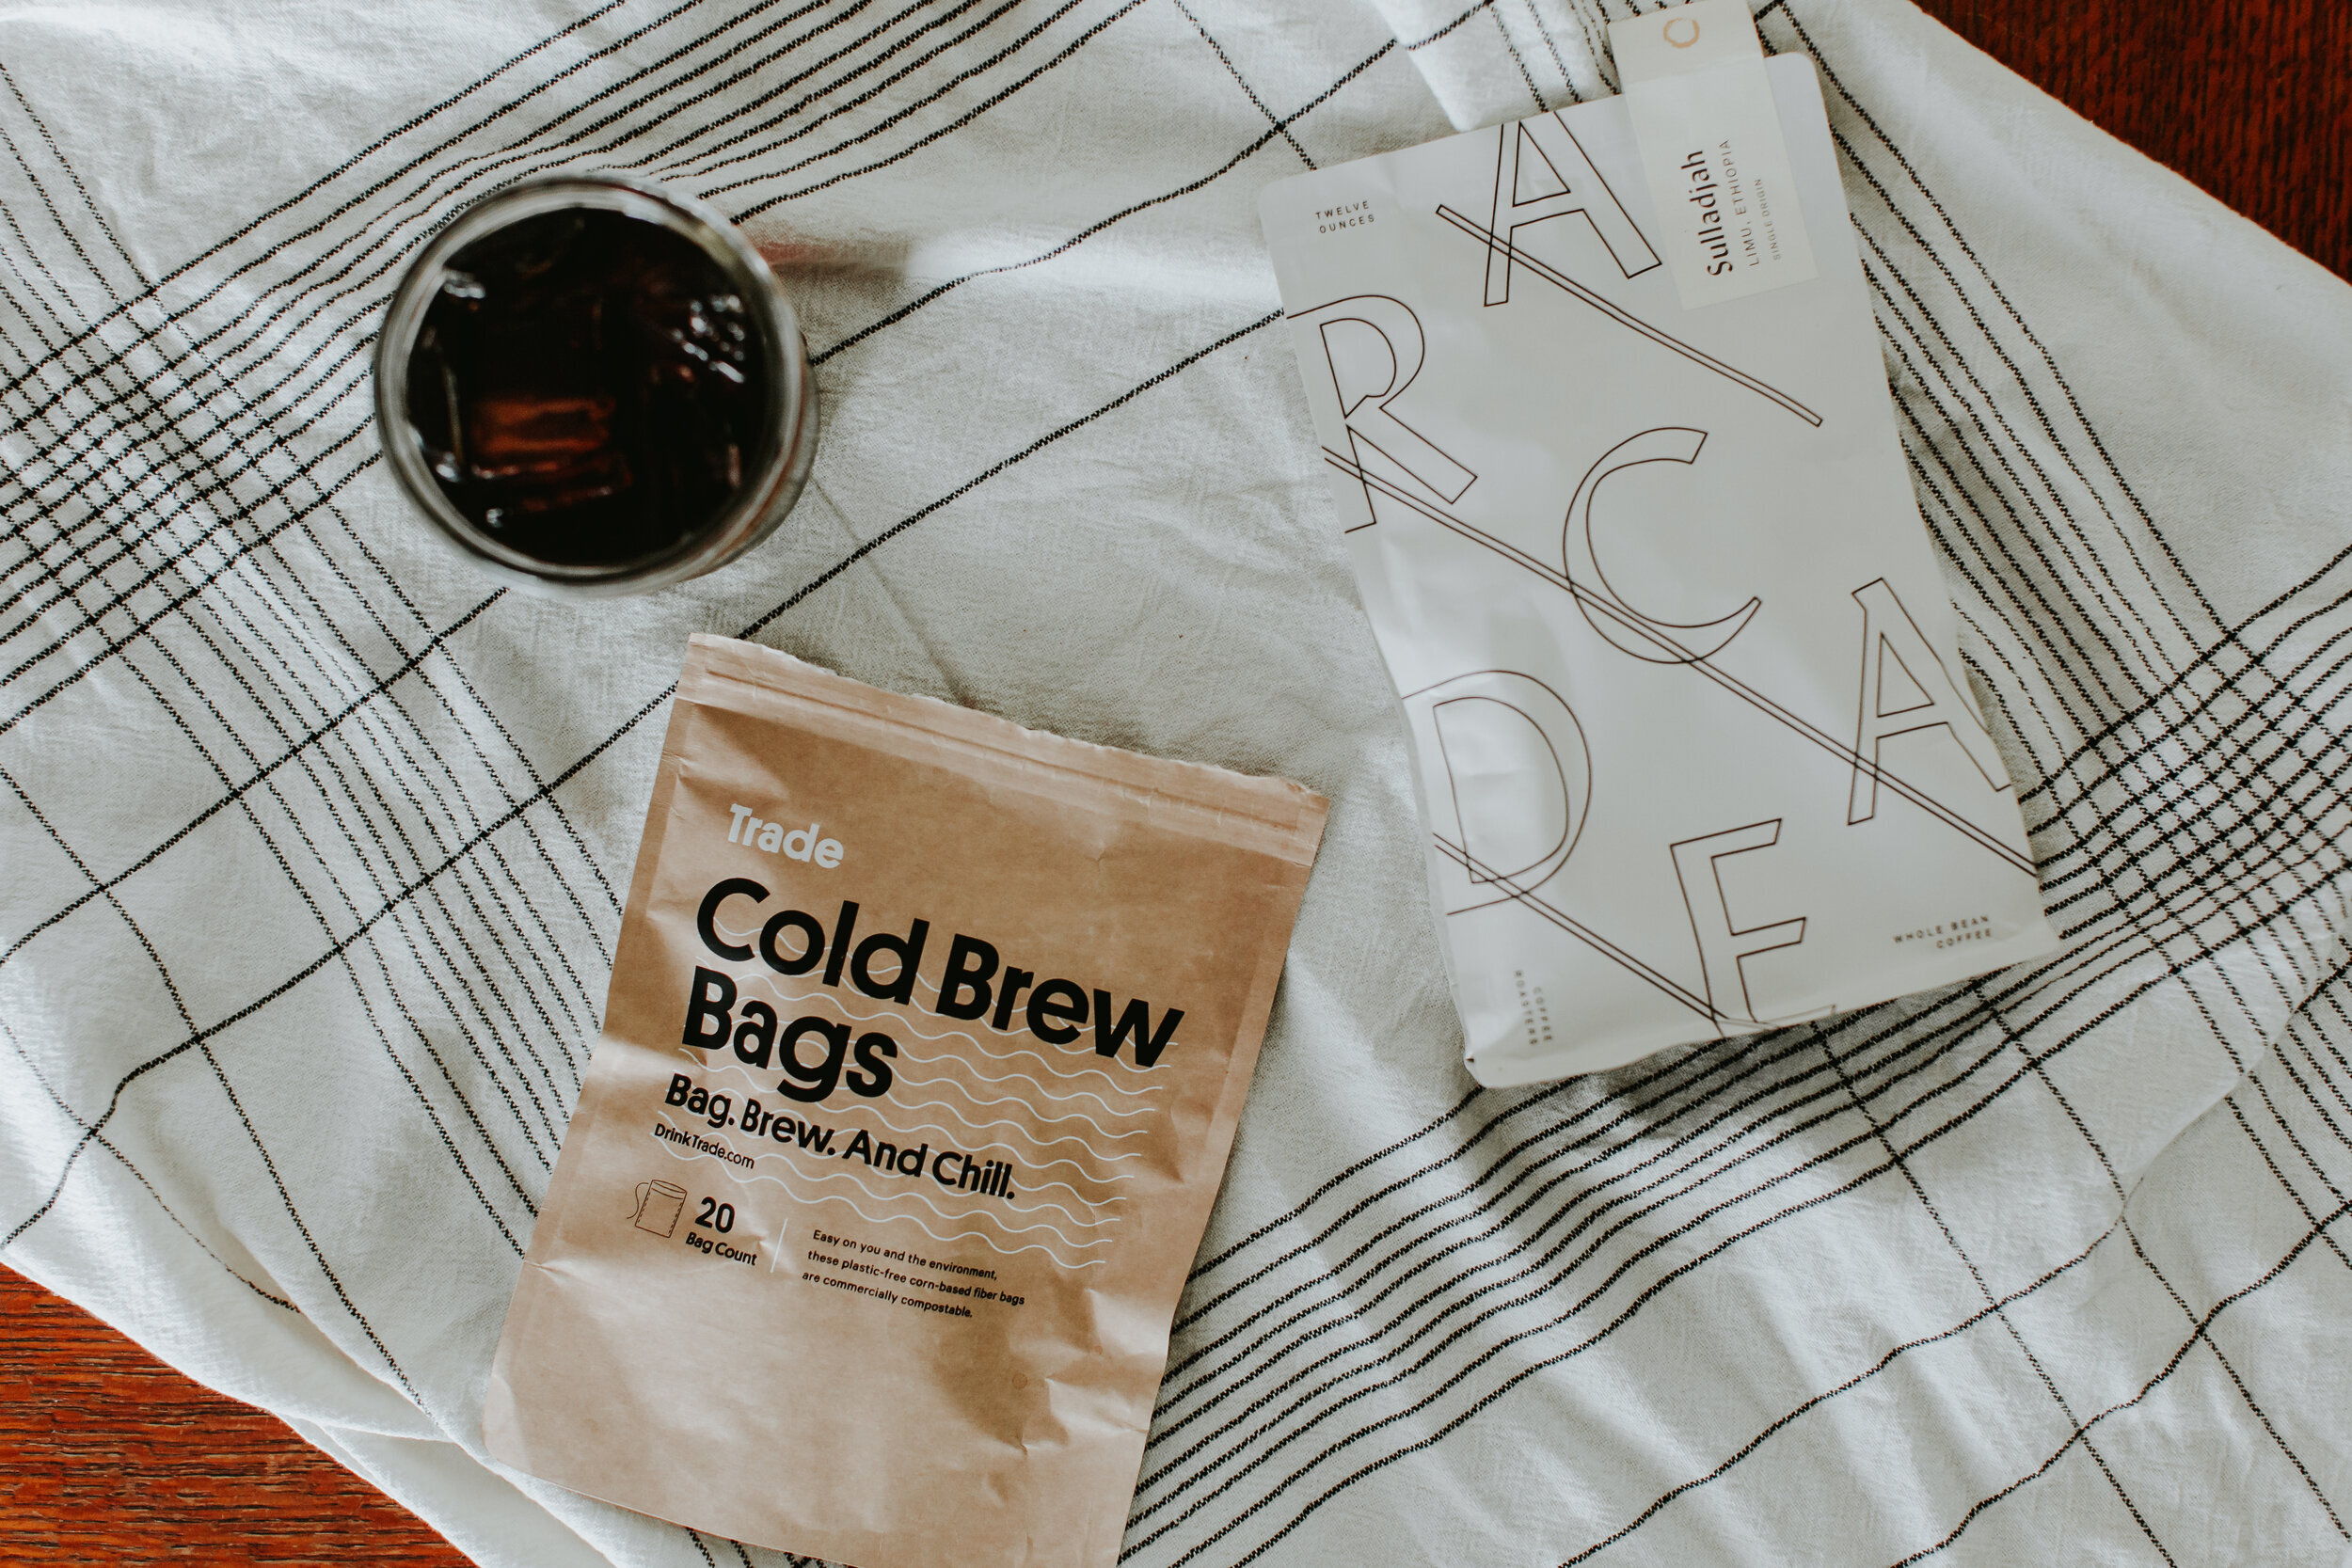 Trade
Cold Brew
Bags
Bag. Brew. And Chill.
DrinkTrade.com
20
Bag Count
Easy on you and the environment,
these plastic-free corn-based fiber bags
are commercially compostable.
TWELVE
OUNCES
A
R
C
A
D
E
Sulladjah
LIMU, ETHIOPIA
SINGLE ORIGIN
WHOLE BEAN
COFFEE
COFFEE
ROASTERS